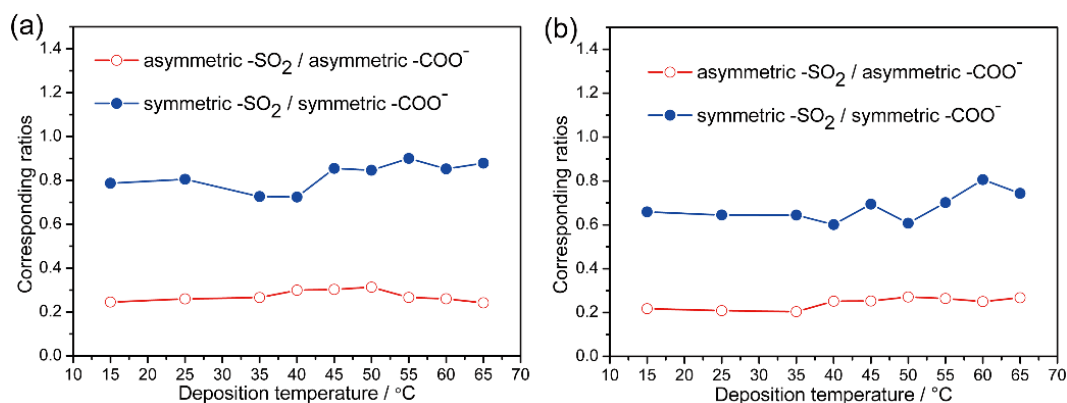 (a)
asymmetric -SO₂ / asymmetric -COO⁻
symmetric -SO₂ / symmetric -COO⁻
Corresponding ratios
1.4
1.2
1.0
0.8
0.6
0.4
0.2
0.0
10 15 20 25 30 35 40 45 50 55 60 65 70
Deposition temperature / °C
(b)
asymmetric -SO₂ / asymmetric -COO⁻
symmetric -SO₂ / symmetric -COO⁻
Corresponding ratios
1.4
1.2
1.0
0.8
0.6
0.4
0.2
0.0
10 15 20 25 30 35 40 45 50 55 60 65 70
Deposition temperature / °C